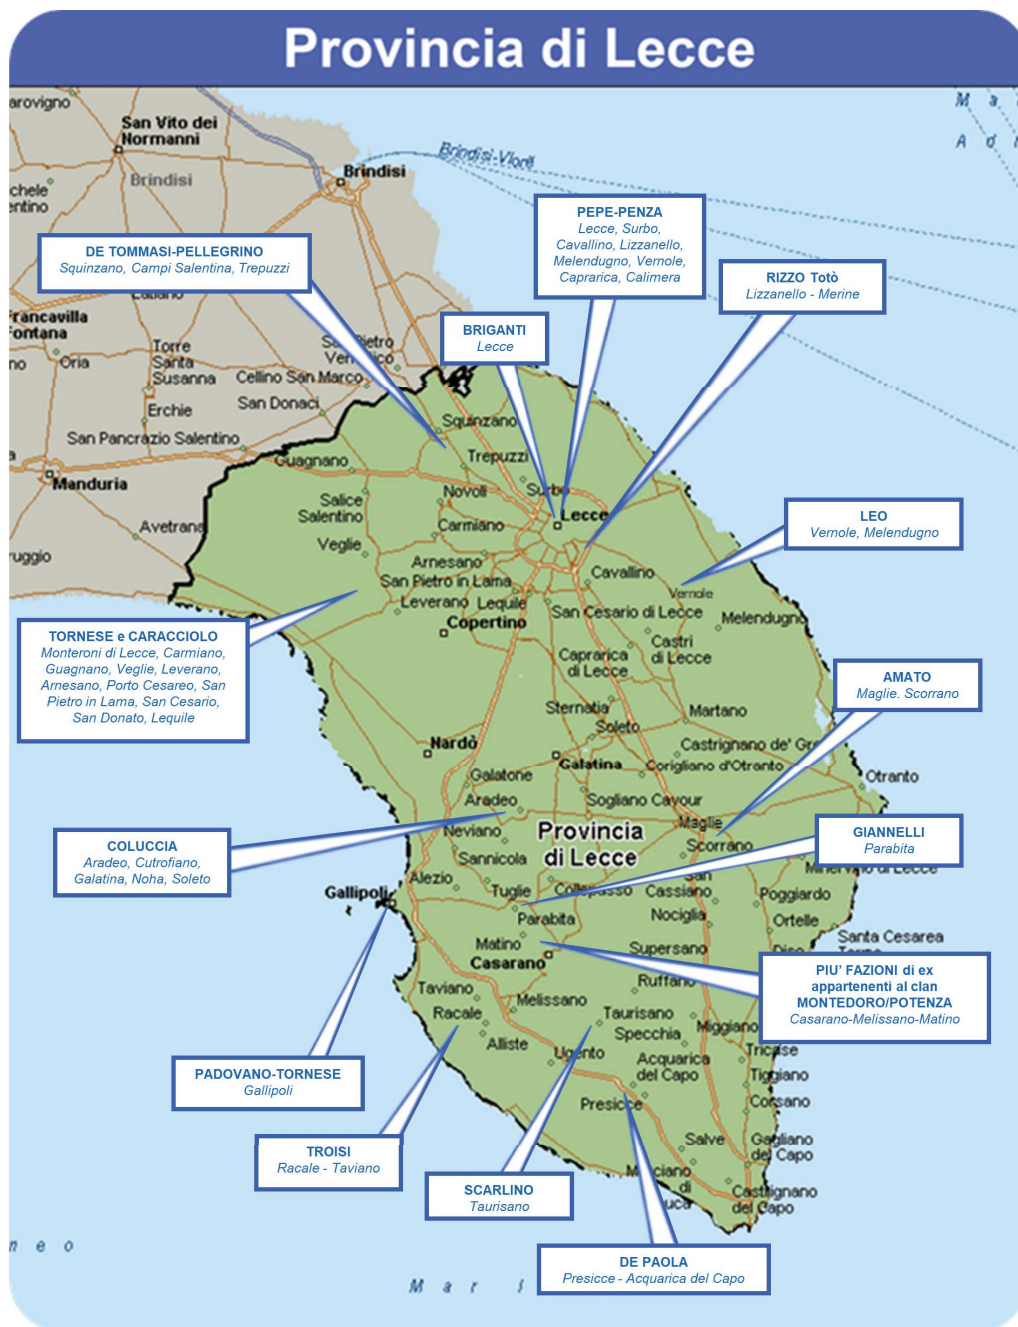 Provincia di Lecce
arovigno
San Vito dei
Normanni
Brindisi
Brindisi
Brindisi-Vlorë
chele
entino
M a
A d r
PEPE-PENZA
Lecce, Surbo,
Cavallino, Lizzanello,
Melendugno, Vernole,
Caprarica, Calimera
DE TOMMASI-PELLEGRINO
Squinzano, Campi Salentina, Trepuzzi
RIZZO Totò
Lizzanello - Merine
BRIGANTI
Lecce
Francavilla
Fontana
Oria
Torre
Santa
Susanna
Erchie
Cellino San Marco
San Donaci
San Pancrazio Salentino
Manduria
Avetrana
ruggio
Squinzano
Trepuzzi
Guagnano
Salice
Salentino
Novoli
Surbo
Lecce
Carmiano
Veglie
Arnesano
San Pietro in Lama
Leverano
Lequile
Copertino
Cavallino
Vernole
San Cesario di Lecce
Melendugno
LEO
Vernole, Melendugno
TORNESE e CARACCIOLO
Monteroni di Lecce, Carmiano,
Guagnano, Veglie, Leverano,
Arnesano, Porto Cesareo, San
Pietro in Lama, San Cesario,
San Donato, Lequile
Castri
di Lecce
Caprarica
di Lecce
AMATO
Maglie. Scorrano
Sternatia
Soleto
Martano
Nardò
Galatina
Castrignano de' Gre
Corigliano d'Otranto
Otranto
Galatone
Aradeo
Sogliano Cavour
Neviano
Provincia
di Lecce
Maglie
Scorrano
GIANNELLI
Parabita
COLUCCIA
Aradeo, Cutrofiano,
Galatina, Noha, Soleto
Sannicola
Minervino di Lecce
Alezio
Tuglie
Collepasso
San
Cassiano
Poggiardo
Gallipoli
Parabita
Nociglia
Ortelle
Matino
Casarano
Supersano
Santa Cesarea
PIU' FAZIONI di ex
appartenenti al clan
MONTEDORO/POTENZA
Casarano-Melissano-Matino
Taviano
Racale
Melissano
Ruffano
Taurisano
Specchia
Miggiano
Alliste
Ugento
Tricase
Acquarica
del Capo
Tiggiano
Presicce
Corsano
PADOVANO-TORNESE
Gallipoli
TROISI
Racale - Taviano
Salve
Gagliano
del Capo
SCARLINO
Taurisano
Castrignano
del Capo
DE PAOLA
Presicce - Acquarica del Capo
n e o
M a r